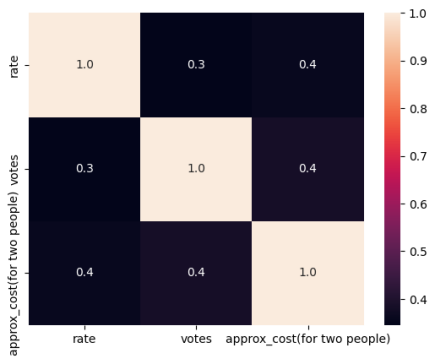 1.0
rate 1.0 0.3 0.4
0.9
0.8
votes 0.3 1.0 0.4
0.7
0.6
approx_cost(for two people) 0.4 0.4 1.0
0.5
0.4
rate votes approx_cost(for two people)